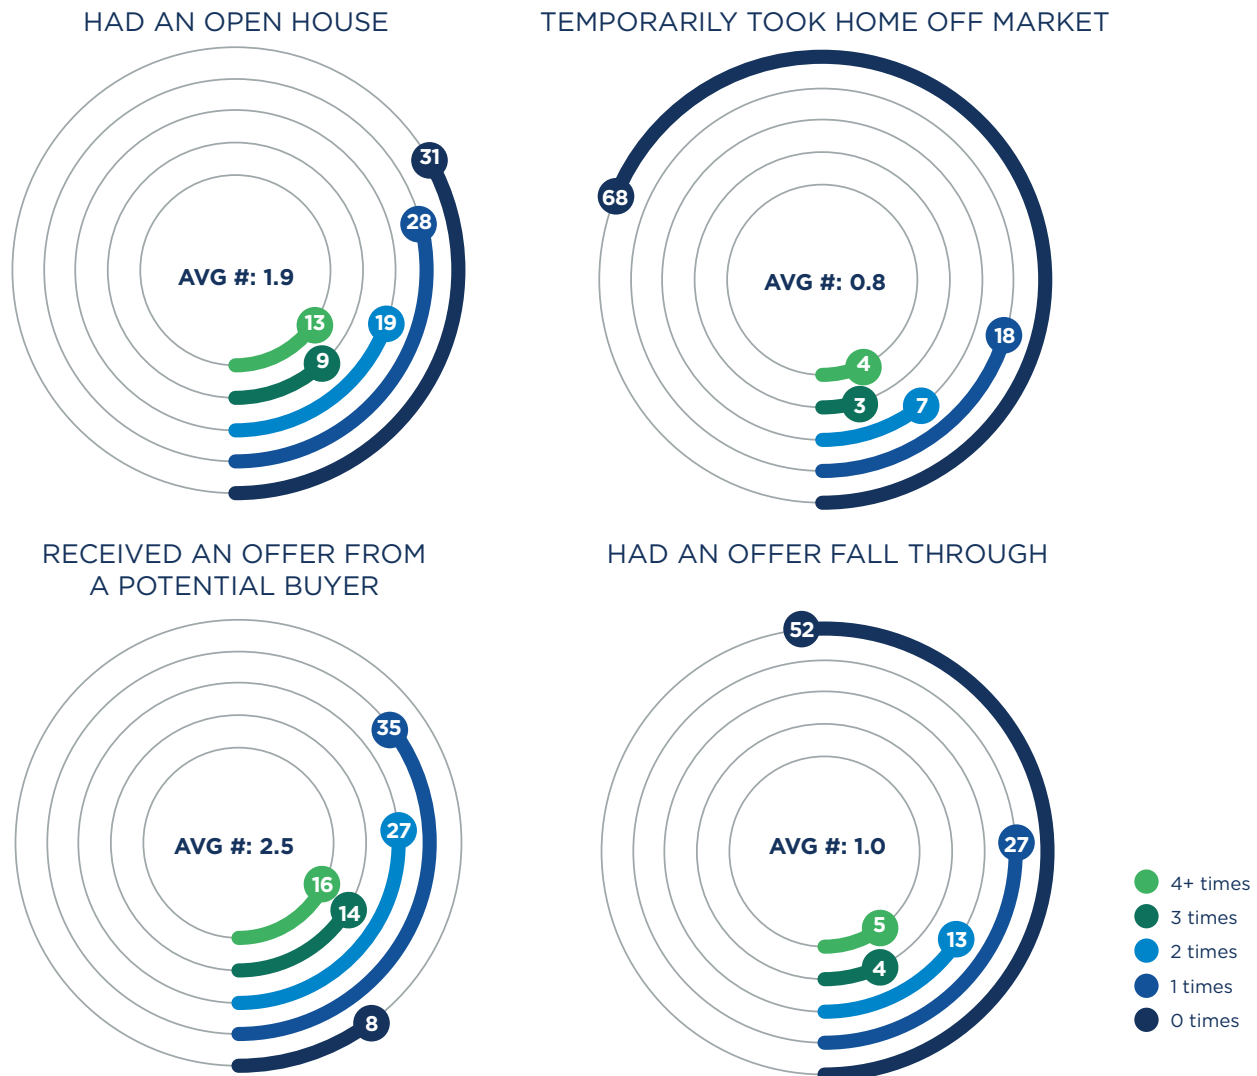 HAD AN OPEN HOUSE
31
28
AVG #: 1.9
13
19
9
TEMPORARILY TOOK HOME OFF MARKET
68
AVG #: 0.8
18
4
3
7
RECEIVED AN OFFER FROM
A POTENTIAL BUYER
35
27
AVG #: 2.5
16
14
8
HAD AN OFFER FALL THROUGH
52
AVG #: 1.0
27
5
13
4
4+ times
3 times
2 times
1 times
0 times